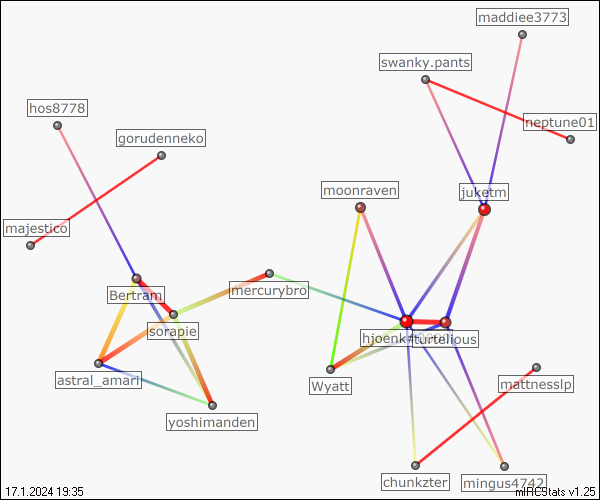 maddiee3773
swanky.pants
hos8778
neptune01
gorudenneko
moonraven
juketm
majestico
mercurybro
Bertram
sorapie
turtelious
astral_amari
Wyatt
mattnesslp
yoshimanden
chunkzter
mingus4742
17.1.2024 19:35
mIRCStats v1.25